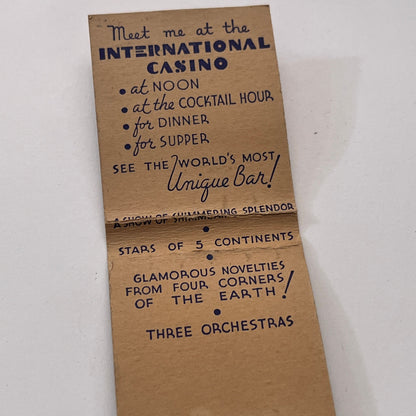 Meet me at the
INTERNATIONAL
CASINO
• at NOON
• at the COCKTAIL HOUR
• for DINNER
• for SUPPER
SEE THE WORLD'S MOST
Unique Bar!
A SHOW OF SHIMMERING SPLENDOR
•
STARS OF 5 CONTINENTS
•
GLAMOROUS NOVELTIES
FROM FOUR CORNERS
OF THE EARTH!
•
THREE ORCHESTRAS